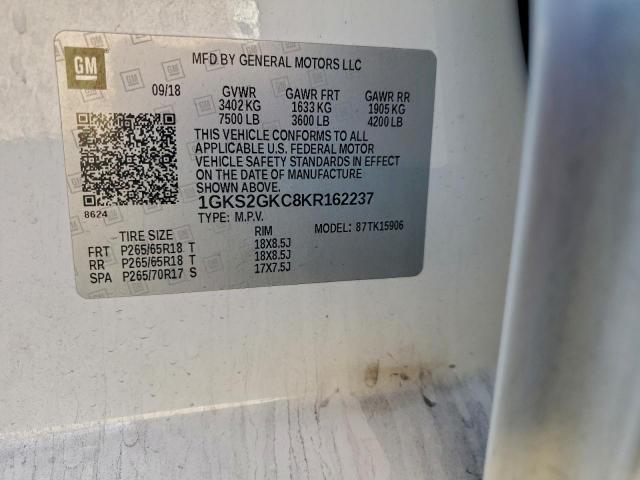 GM
MFD BY GENERAL MOTORS LLC
09/18 GVWR GAWR FRT GAWR RR
3402 KG 1633 KG 1905 KG
7500 LB 3600 LB 4200 LB
THIS VEHICLE CONFORMS TO ALL
APPLICABLE U.S. FEDERAL MOTOR
VEHICLE SAFETY STANDARDS IN EFFECT
ON THE DATE OF MANUFACTURE
SHOWN ABOVE.
8624
1GKS2GKC8KR162237
TYPE: M.P.V. MODEL: 87TK15906
TIRE SIZE RIM
FRT P265/65R18 T 18X8.5J
RR P265/65R18 T 18X8.5J
SPA P265/70R17 S 17X7.5J